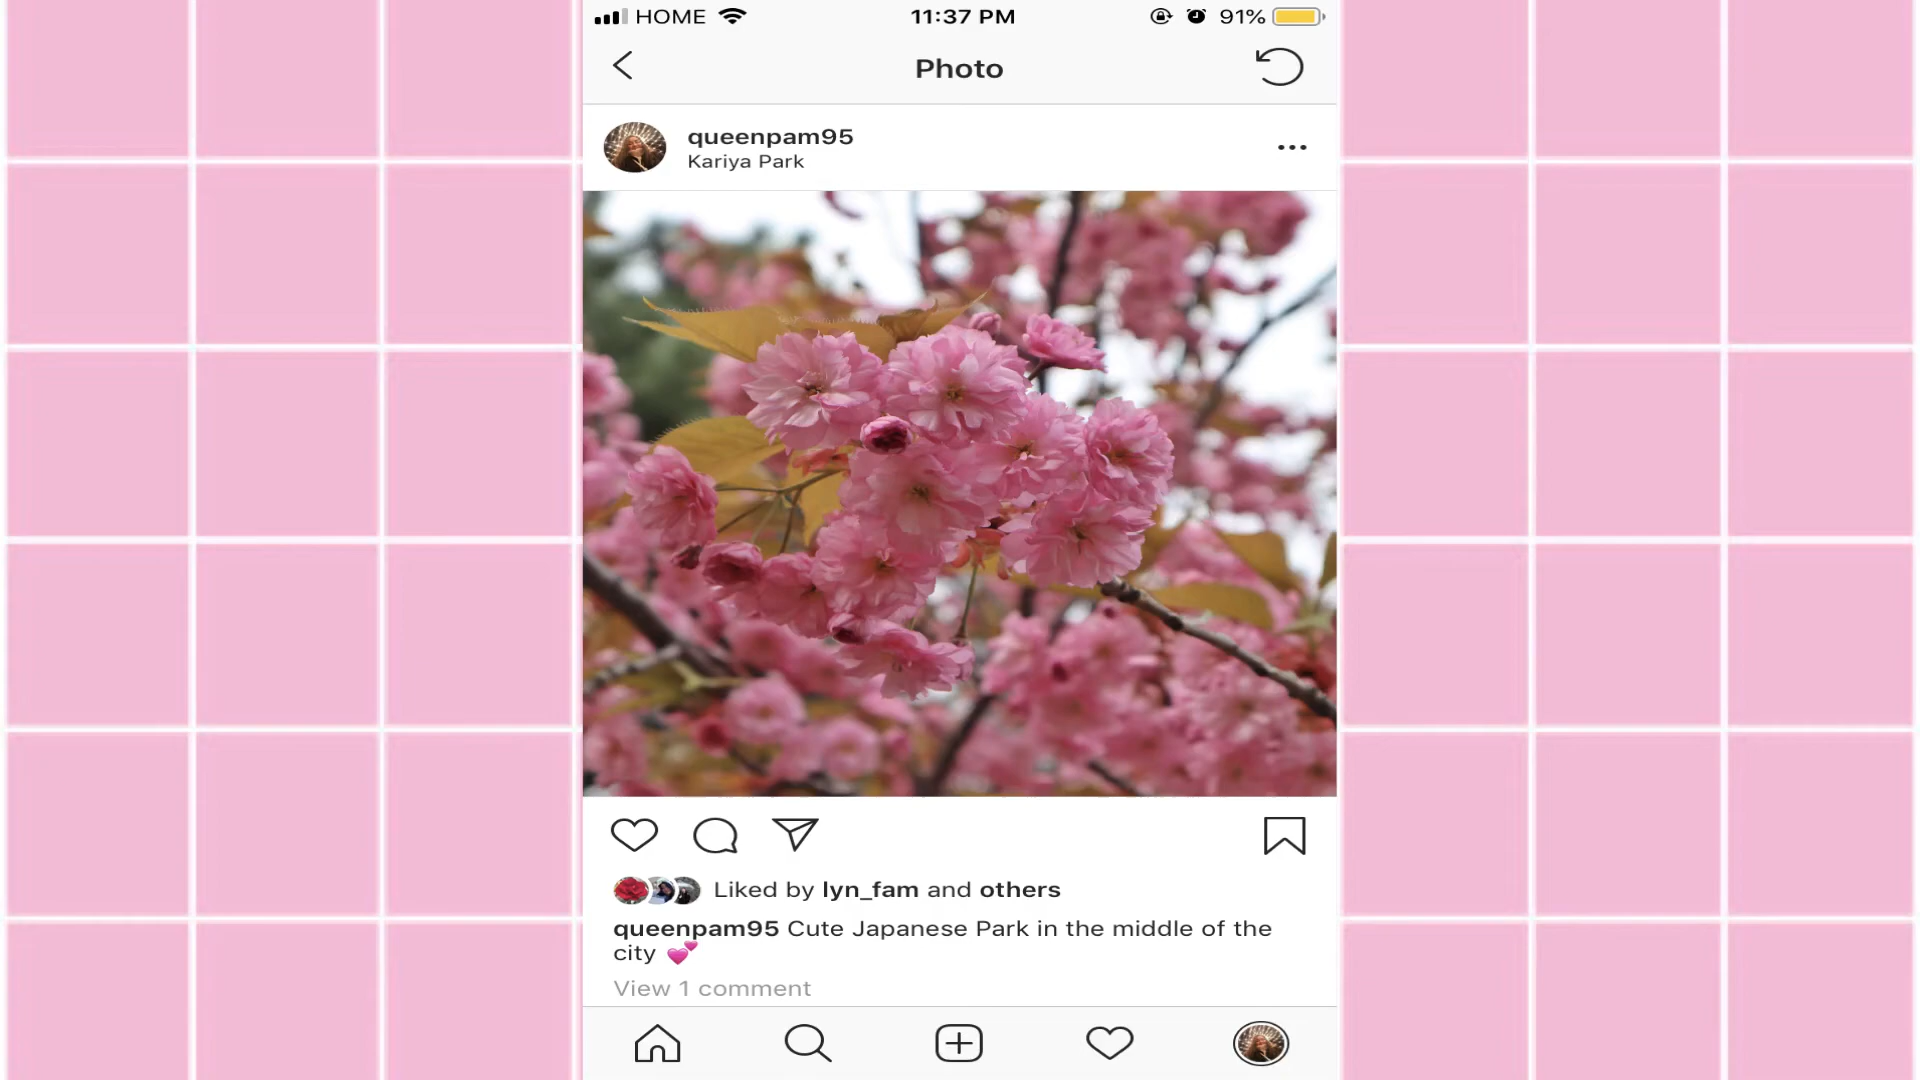 HOME 11:37 PM 91%
Photo
queenpam95
Kariya Park
Liked by lyn_fam and others
queenpam95 Cute Japanese Park in the middle of the
city 💕
View 1 comment